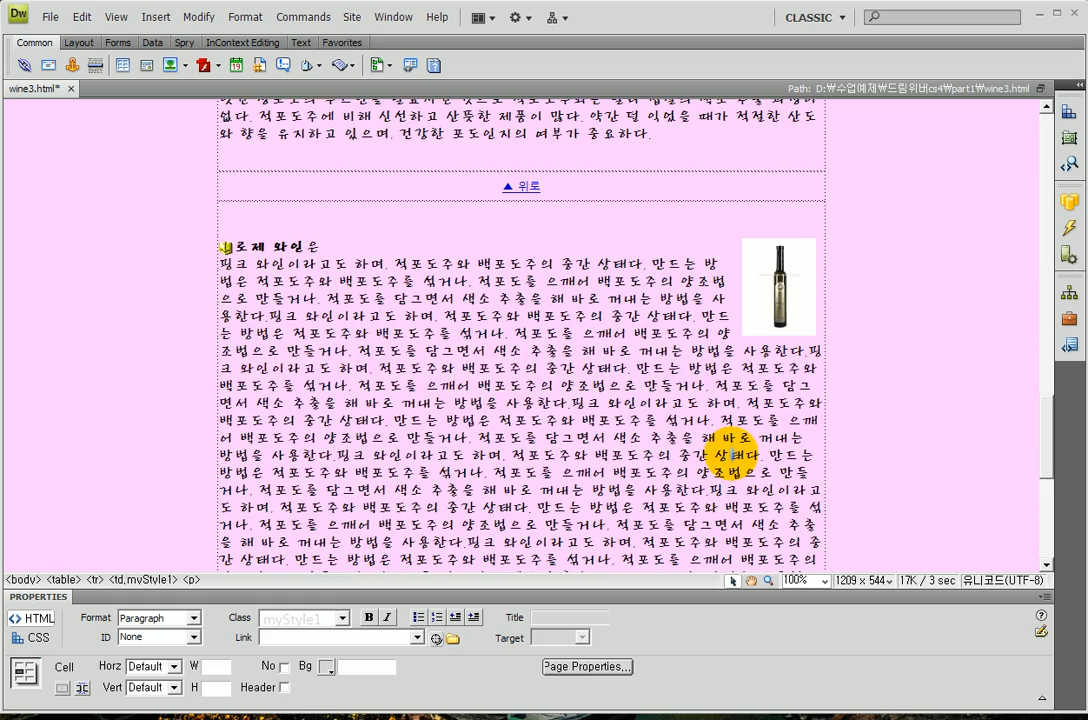 Dw File Edit View Insert Modify Format Commands Site Window Help CLASSIC
Common Layout Forms Data Spry InContext Editing Text Favorites
wine3.html* Path: D:₩수업예제₩드림위버cs4₩part1₩wine3.html
없다. 적포도주에 비해 신선하고 산뜻한 제품이 많다. 약간 덜 익었을 때가 적절한 산도
와 향을 유지하고 있으며, 건강한 포도인지의 여부가 중요하다.
▲ 위로
로제 와인은
핑크 와인이라고도 하며, 적포도주와 백포도주의 중간 상태다. 만드는 방
법은 적포도주와 백포도주를 섞거나, 적포도를 으깨어 백포도주의 양조법
으로 만들거나, 적포도를 담그면서 색소 추출을 해 바로 꺼내는 방법을 사
용한다.핑크 와인이라고도 하며, 적포도주와 백포도주의 중간 상태다. 만드
는 방법은 적포도주와 백포도주를 섞거나, 적포도를 으깨어 백포도주의 양
조법으로 만들거나, 적포도를 담그면서 색소 추출을 해 바로 꺼내는 방법을 사용한다.핑
크 와인이라고도 하며, 적포도주와 백포도주의 중간 상태다. 만드는 방법은 적포도주와
백포도주를 섞거나, 적포도를 으깨어 백포도주의 양조법으로 만들거나, 적포도를 담그
면서 색소 추출을 해 바로 꺼내는 방법을 사용한다.핑크 와인이라고도 하며, 적포도주와
백포도주의 중간 상태다. 만드는 방법은 적포도주와 백포도주를 섞거나, 적포도를 으깨
어 백포도주의 양조법으로 만들거나, 적포도를 담그면서 색소 추출을 해 바로 꺼내는
방법을 사용한다.핑크 와인이라고도 하며, 적포도주와 백포도주의 중간 상태다. 만드는
방법은 적포도주와 백포도주를 섞거나, 적포도를 으깨어 백포도주의 양조법으로 만들
거나, 적포도를 담그면서 색소 추출을 해 바로 꺼내는 방법을 사용한다.핑크 와인이라고
도 하며, 적포도주와 백포도주의 중간 상태다. 만드는 방법은 적포도주와 백포도주를 섞
거나, 적포도를 으깨어 백포도주의 양조법으로 만들거나, 적포도를 담그면서 색소 추출
을 해 바로 꺼내는 방법을 사용한다.핑크 와인이라고도 하며, 적포도주와 백포도주의 중
간 상태다. 만드는 방법은 적포도주와 백포도주를 섞거나, 적포도를 으깨어 백포도주의
<body> <table> <tr> <td.myStyle1> <p> 100% 1209 x 544 17K / 3 sec 유니코드(UTF-8)
PROPERTIES
<> HTML Format Paragraph Class myStyle1 B I Title
CSS ID None Link Target
Cell Horz Default W No Bg Page Properties...
Vert Default H Header